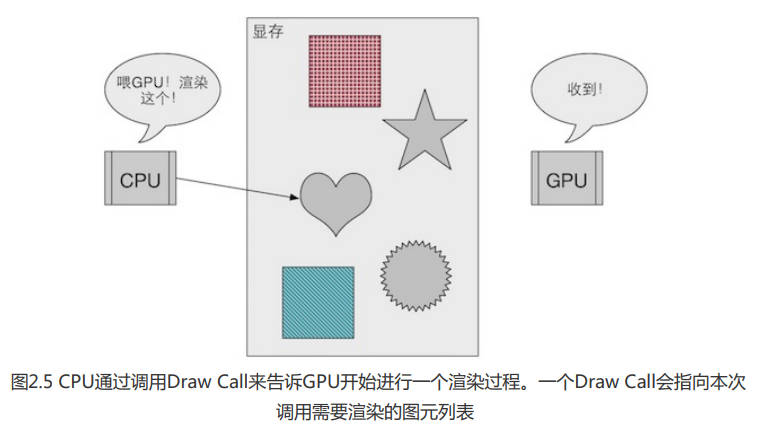 显存
喂GPU！渲染
这个！
收到！
CPU
GPU
图2.5 CPU通过调用Draw Call来告诉GPU开始进行一个渲染过程。一个Draw Call会指向本次
调用需要渲染的图元列表